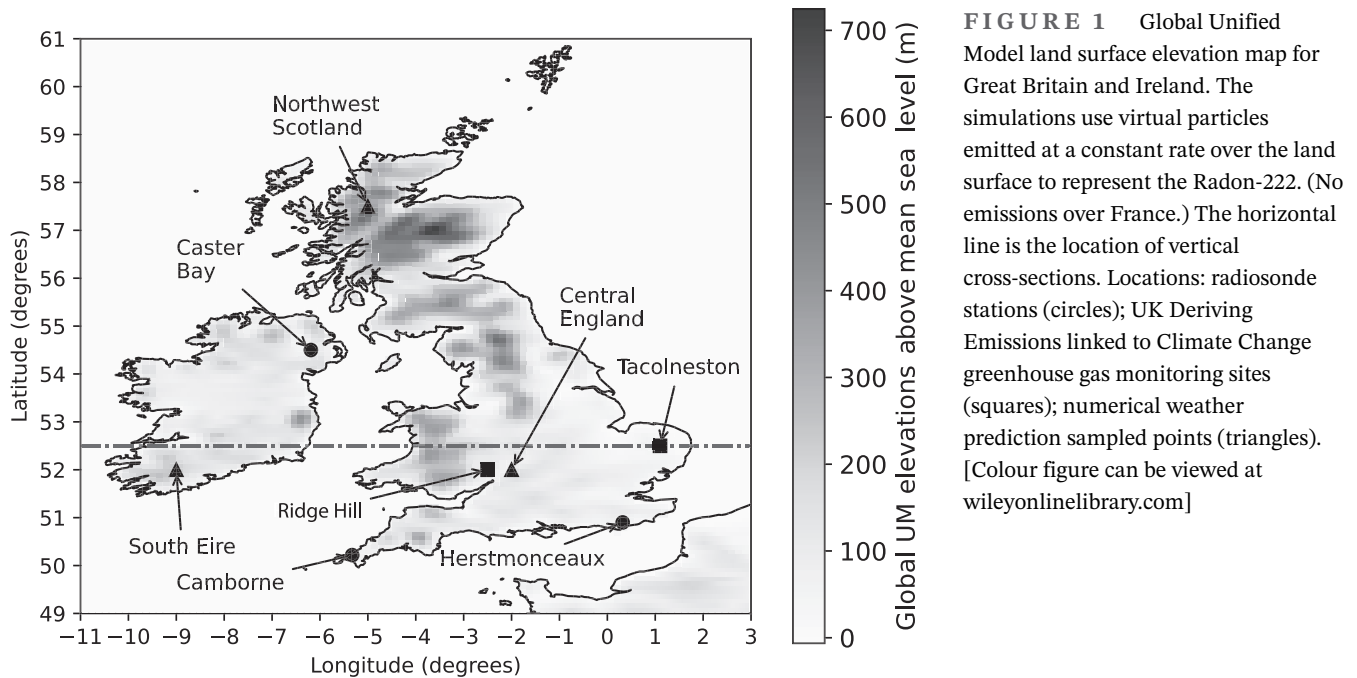 61
60
59
58
57
56
55
54
53
52
51
50
49
Latitude (degrees)
−11
−10
−9
−8
−7
−6
−5
−4
−3
−2
−1
0
1
2
3
Longitude (degrees)
Northwest
Scotland
Caster
Bay
Central
England
Tacolneston
Ridge Hill
South Eire
Camborne
Herstmonceaux
700
600
500
400
300
200
100
0
Global UM elevations above mean sea level (m)
FIGURE 1 Global Unified
Model land surface elevation map for
Great Britain and Ireland. The
simulations use virtual particles
emitted at a constant rate over the land
surface to represent the Radon-222. (No
emissions over France.) The horizontal
line is the location of vertical
cross-sections. Locations: radiosonde
stations (circles); UK Deriving
Emissions linked to Climate Change
greenhouse gas monitoring sites
(squares); numerical weather
prediction sampled points (triangles).
[Colour figure can be viewed at
wileyonlinelibrary.com]